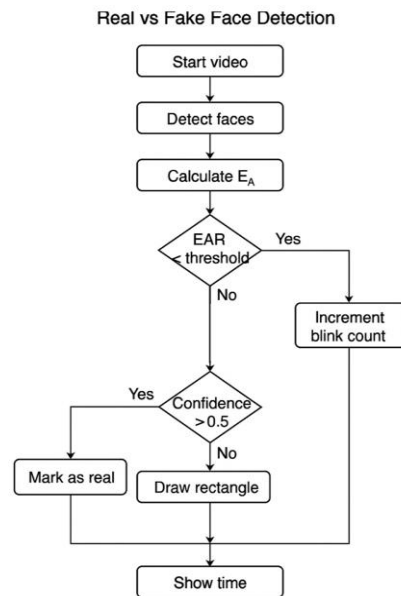 Real vs Fake Face Detection
Start video
Detect faces
Calculate E_A
EAR
< threshold
Yes
No
Increment
blink count
Yes
Confidence
> 0.5
No
Mark as real
Draw rectangle
Show time